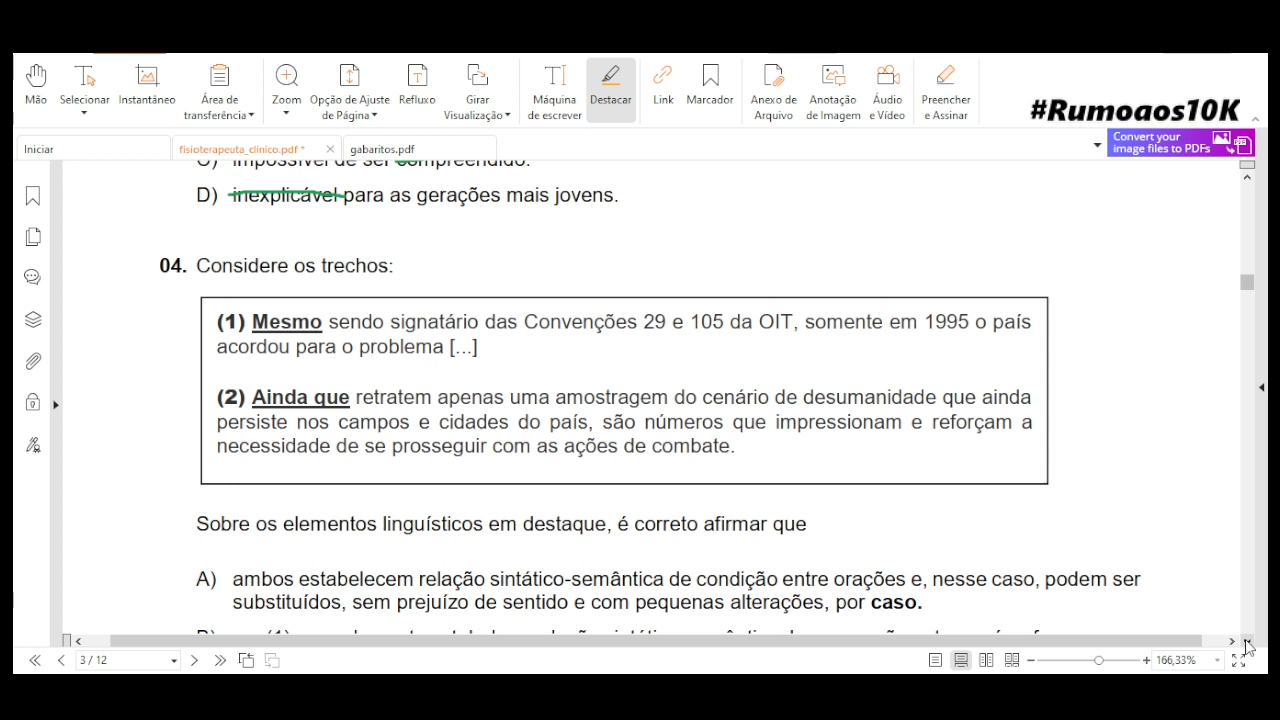 Mão
Selecionar
Instantâneo
Área de
transferência
Zoom
Opção de Ajuste
de Página
Refluxo
Girar
Visualização
Máquina
de escrever
Destacar
Link
Marcador
Anexo de
Arquivo
Anotação
de Imagem
Áudio
e Vídeo
Preencher
e Assinar
#Rumoaos10K
Iniciar
fisioterapeuta_clínico.pdf *
gabaritos.pdf
Convert your
image files to PDFs
C) impossível de ser compreendido.
D) inexplicável para as gerações mais jovens.
04. Considere os trechos:
(1) Mesmo sendo signatário das Convenções 29 e 105 da OIT, somente em 1995 o país
acordou para o problema [...]
(2) Ainda que retratem apenas uma amostragem do cenário de desumanidade que ainda
persiste nos campos e cidades do país, são números que impressionam e reforçam a
necessidade de se prosseguir com as ações de combate.
Sobre os elementos linguísticos em destaque, é correto afirmar que
A) ambos estabelecem relação sintático-semântica de condição entre orações e, nesse caso, podem ser
substituídos, sem prejuízo de sentido e com pequenas alterações, por caso.
3 / 12
166,33%